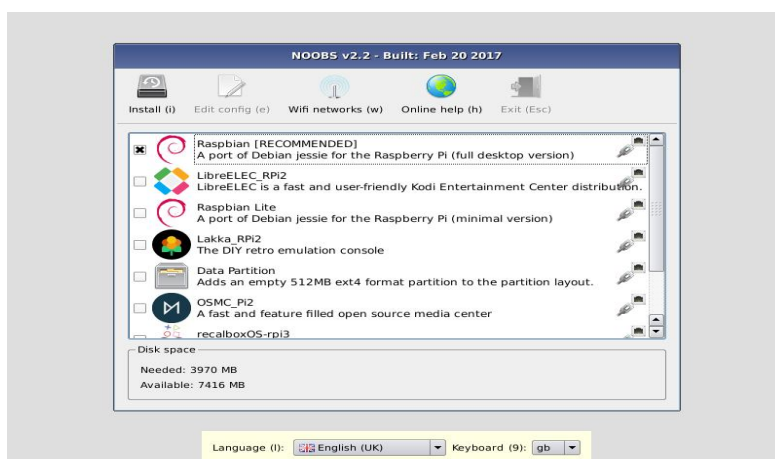 NOOBS v2.2 - Built: Feb 20 2017
Install (i) Edit config (e) Wifi networks (w) Online help (h) Exit (Esc)
Raspbian [RECOMMENDED]
A port of Debian jessie for the Raspberry Pi (full desktop version)
LibreELEC_RPi2
LibreELEC is a fast and user-friendly Kodi Entertainment Center distribution.
Raspbian Lite
A port of Debian jessie for the Raspberry Pi (minimal version)
Lakka_RPi2
The DIY retro emulation console
Data Partition
Adds an empty 512MB ext4 format partition to the partition layout.
OSMC_Pi2
A fast and feature filled open source media center
recalboxOS-rpi3
Disk space
Needed: 3970 MB
Available: 7416 MB
Language (l): English (UK) Keyboard (9): gb